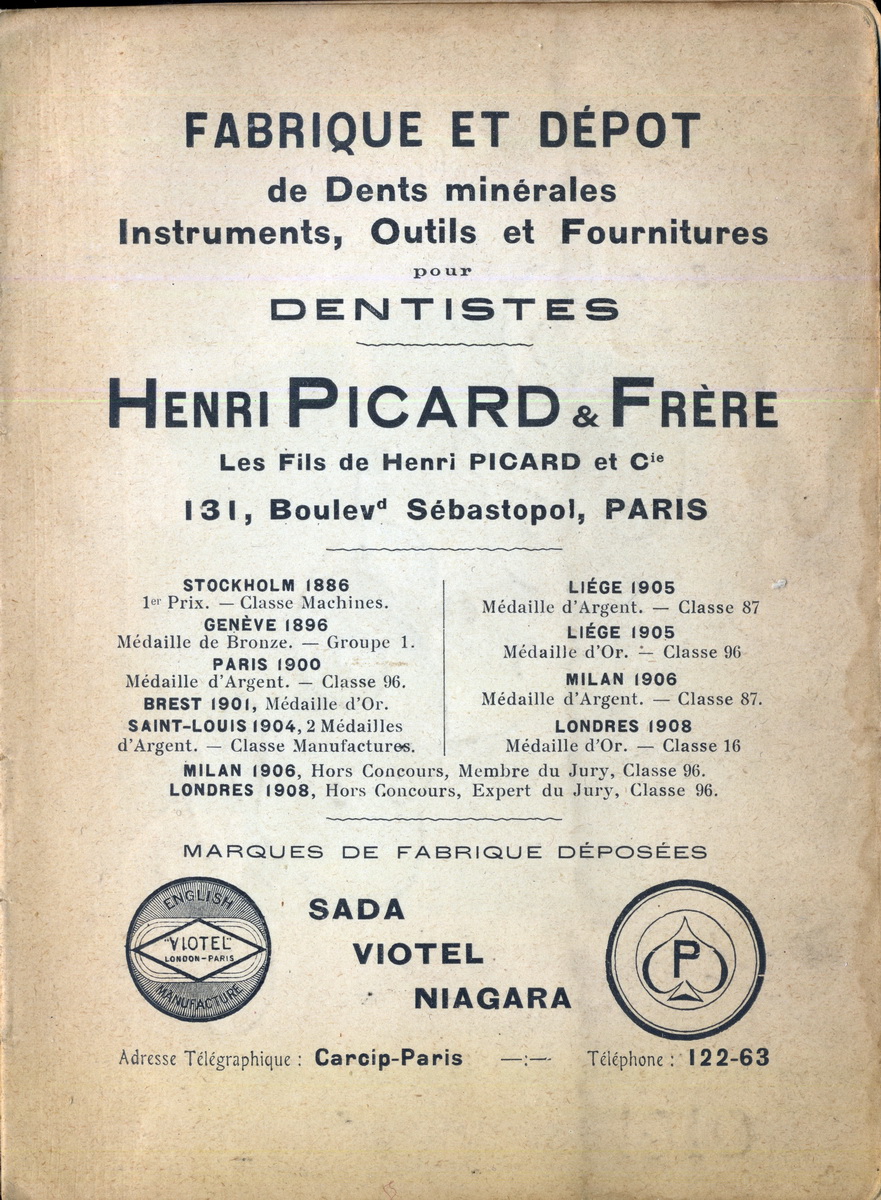 FABRIQUE ET DÉPOT
de Dents minérales
Instruments, Outils et Fournitures
pour
DENTISTES
HENRI PICARD & FRÈRE
Les Fils de Henri PICARD et Cie
131, Boulevd Sébastopol, PARIS
STOCKHOLM 1886
1er Prix. — Classe Machines.
GENÈVE 1896
Médaille de Bronze. — Groupe 1.
PARIS 1900
Médaille d'Argent. — Classe 96.
BREST 1901, Médaille d'Or.
SAINT-LOUIS 1904, 2 Médailles
d'Argent. — Classe Manufactures.
LIÉGE 1905
Médaille d'Argent. — Classe 87
LIÉGE 1905
Médaille d'Or. — Classe 96
MILAN 1906
Médaille d'Argent. — Classe 87.
LONDRES 1908
Médaille d'Or. — Classe 16
MILAN 1906, Hors Concours, Membre du Jury, Classe 96.
LONDRES 1908, Hors Concours, Expert du Jury, Classe 96.
MARQUES DE FABRIQUE DÉPOSÉES
ENGLISH
"VIOTEL"
LONDON-PARIS
MANUFACTURE
SADA
VIOTEL
NIAGARA
P
Adresse Télégraphique : Carcip-Paris —:— Téléphone : 122-63